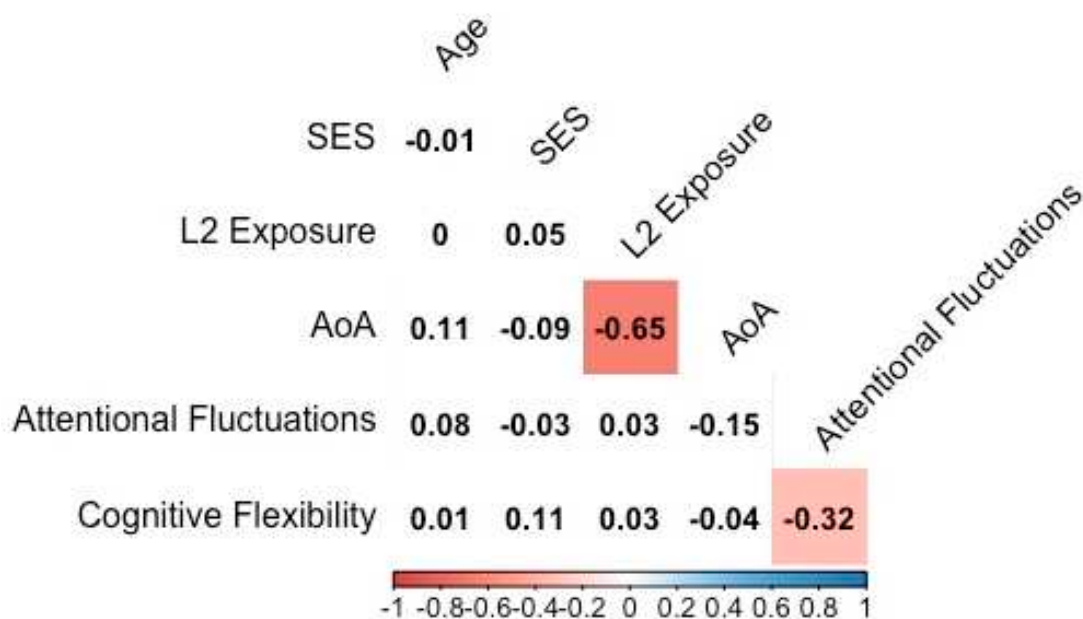 Age
SES -0.01 SES
L2 Exposure 0 0.05 L2 Exposure
AoA 0.11 -0.09 -0.65 AoA
Attentional Fluctuations 0.08 -0.03 0.03 -0.15 Attentional Fluctuations
Cognitive Flexibility 0.01 0.11 0.03 -0.04 -0.32
-1 -0.8 -0.6 -0.4 -0.2 0 0.2 0.4 0.6 0.8 1